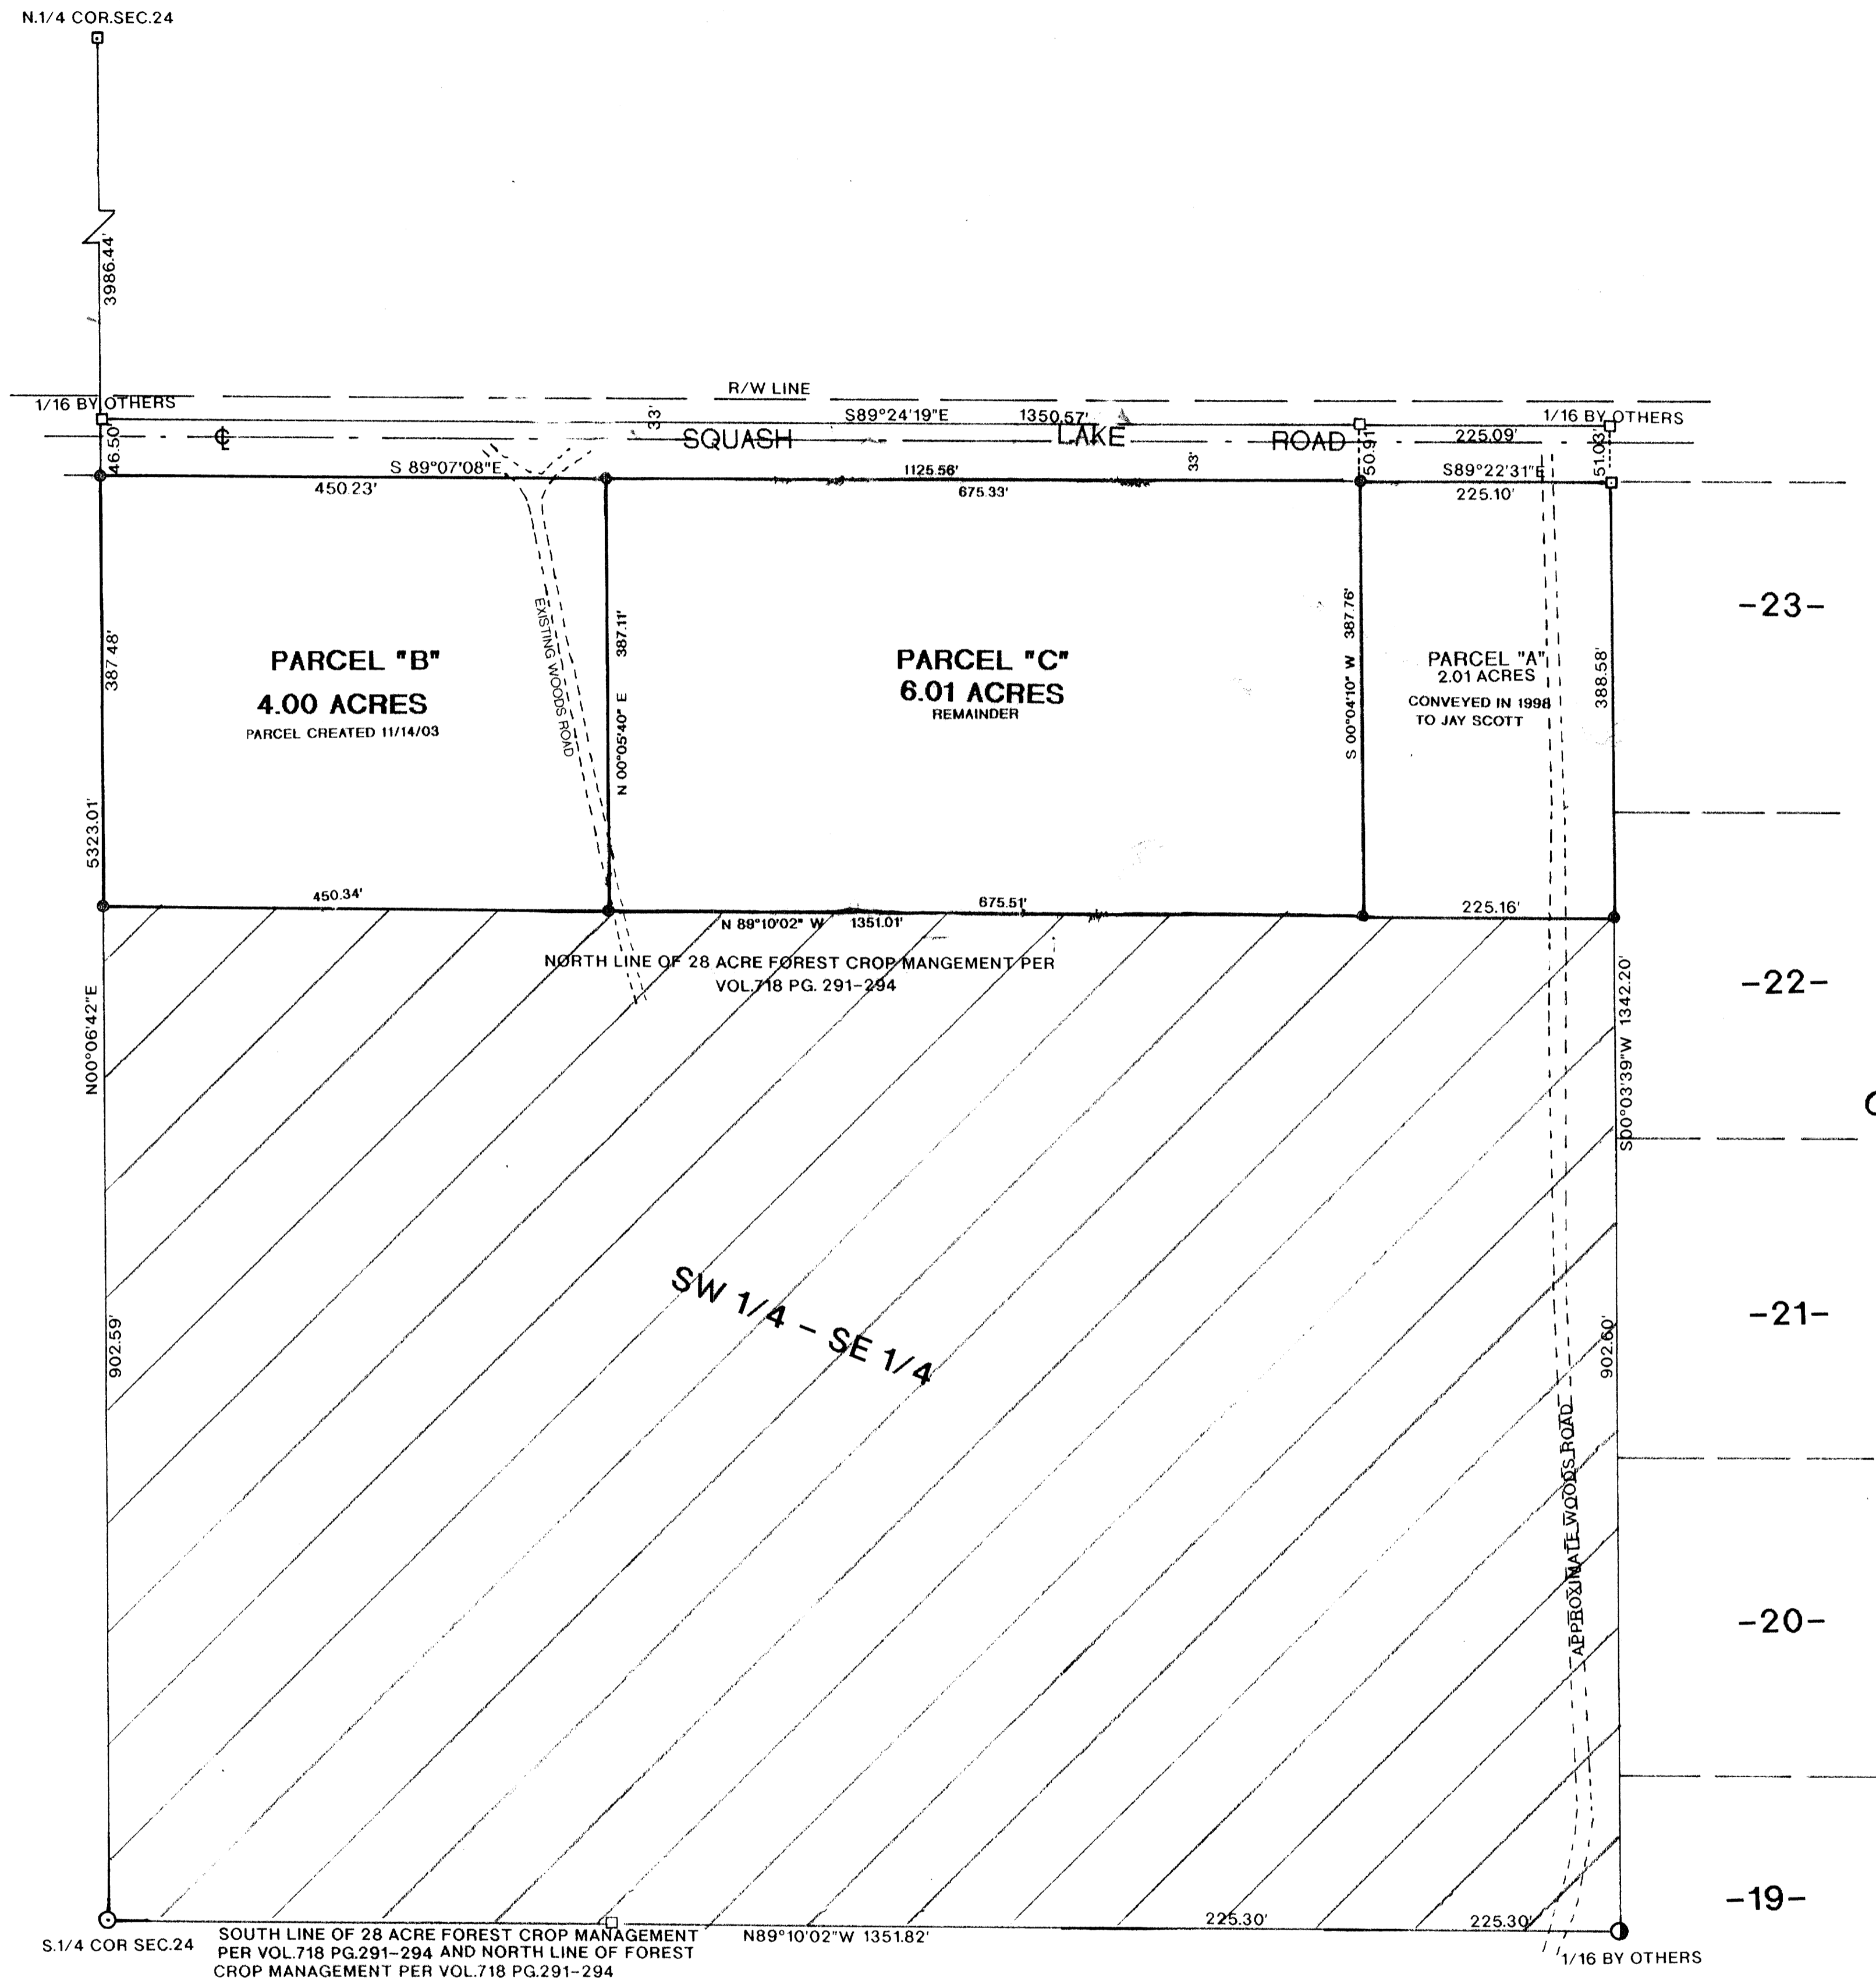 N.1/4 COR.SEC.24
3986.44'
R/W LINE
1/16 BY OTHERS
S89°24'19"E 1350.57'
1/16 BY OTHERS
33'
℄
SQUASH LAKE ROAD
225.09'
46.50'
50.91'
51.03'
S 89°07'08"E
1125.56'
33'
S89°22'31"E
450.23'
675.33'
225.10'
-23-
EXISTING WOODS ROAD
387.11'
N 00°05'40" E
S 00°04'10" W 387.76'
387.48'
388.58'
PARCEL "B"
4.00 ACRES
PARCEL CREATED 11/14/03
PARCEL "C"
6.01 ACRES
REMAINDER
PARCEL "A"
2.01 ACRES
CONVEYED IN 1998
TO JAY SCOTT
5323.01'
450.34'
675.51'
225.16'
N 89°10'02" W 1351.01'
NORTH LINE OF 28 ACRE FOREST CROP MANGEMENT PER
VOL.718 PG. 291-294
-22-
N00°06'42"E
S00°03'39"W 1342.20'
SW 1/4 - SE 1/4
-21-
902.59'
902.60'
APPROXIMATE WOODS ROAD
-20-
-19-
225.30'
225.30'
S.1/4 COR SEC.24
SOUTH LINE OF 28 ACRE FOREST CROP MANAGEMENT
PER VOL.718 PG.291-294 AND NORTH LINE OF FOREST
CROP MANAGEMENT PER VOL.718 PG.291-294
N89°10'02"W 1351.82'
1/16 BY OTHERS